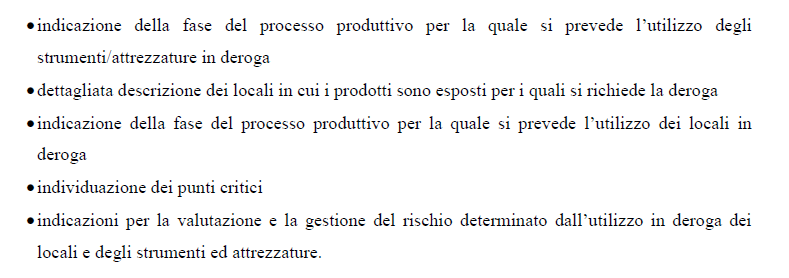 •indicazione della fase del processo produttivo per la quale si prevede l’utilizzo degli
strumenti/attrezzature in deroga
•dettagliata descrizione dei locali in cui i prodotti sono esposti per i quali si richiede la deroga
•indicazione della fase del processo produttivo per la quale si prevede l’utilizzo dei locali in
deroga
•individuazione dei punti critici
•indicazioni per la valutazione e la gestione del rischio determinato dall’utilizzo in deroga dei
locali e degli strumenti ed attrezzature.